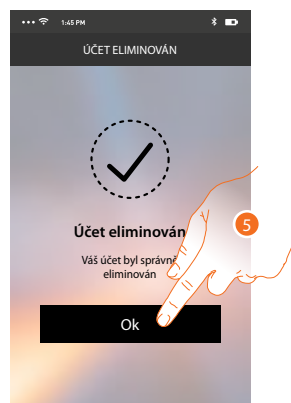 1:45 PM
ÚČET ELIMINOVÁN
Účet eliminován
Váš účet byl správně
eliminován
Ok
5